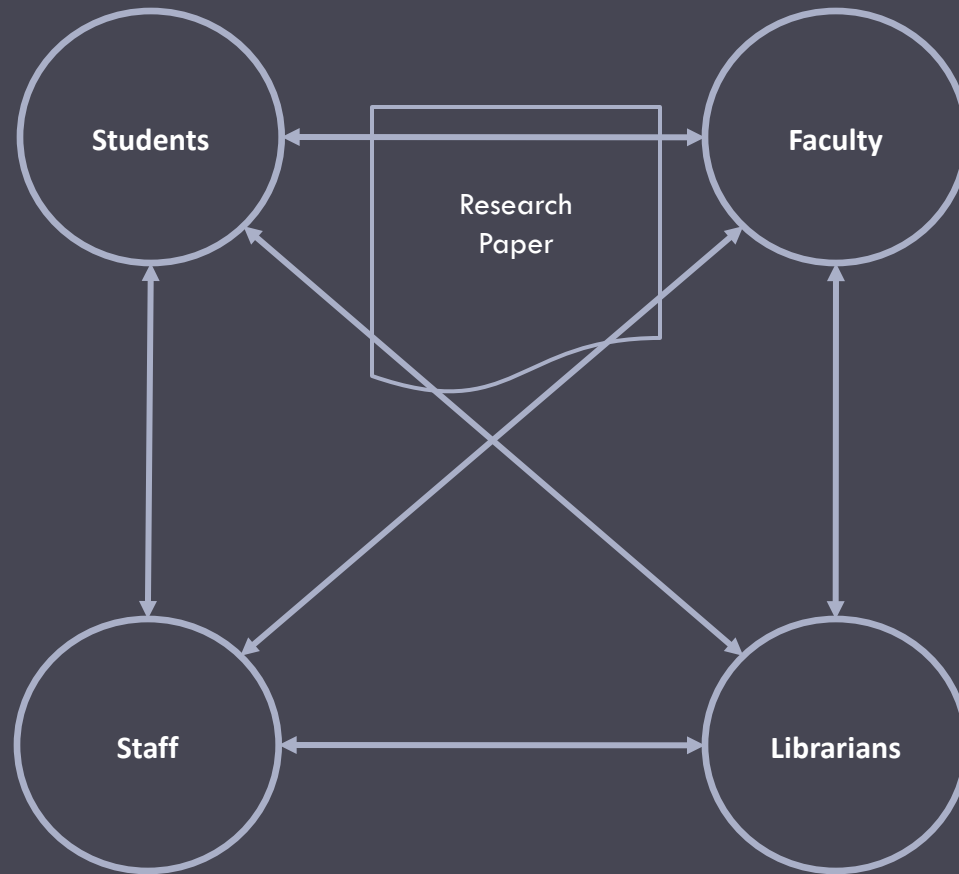 Students
Faculty
Research
Paper
Staff
Librarians